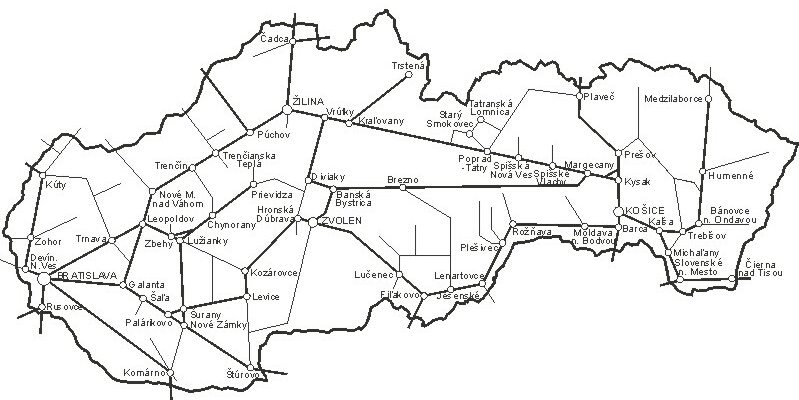 Čadca
Trstená
ŽILINA
Vrútky
Kraľovany
Tatranská
Lomnica
Starý
Smokovec
Plaveč
Medzilaborce
Púchov
Trenčianska
Teplá
Trenčín
Poprad
-Tatry
Spišská
Nová Ves
Spišské
Vlachy
Margecany
Prešov
Kysak
Humenné
Kúty
Nové M.
nad Váhom
Prievidza
Diviaky
Brezno
Banská
Bystrica
Leopoldov
Chynorany
Hronská
Dúbrava
ZVOLEN
KOŠICE
Barca
Kalša
Trebišov
Bánovce
n. Ondavou
Zohor
Trnava
Zbehy
Lužianky
Plešivec
Rožňava
Moldava
n. Bodvou
Michaľany
Slovenské
n. Mesto
Čierna
nad Tisou
Devín.
N.Ves
BRATISLAVA
Galanta
Šaľa
Kozárovce
Levice
Lučenec
Fiľakovo
Lenartovce
Jesenské
Rusovce
Palárikovo
Šurany
Nové Zámky
Komárno
Štúrovo